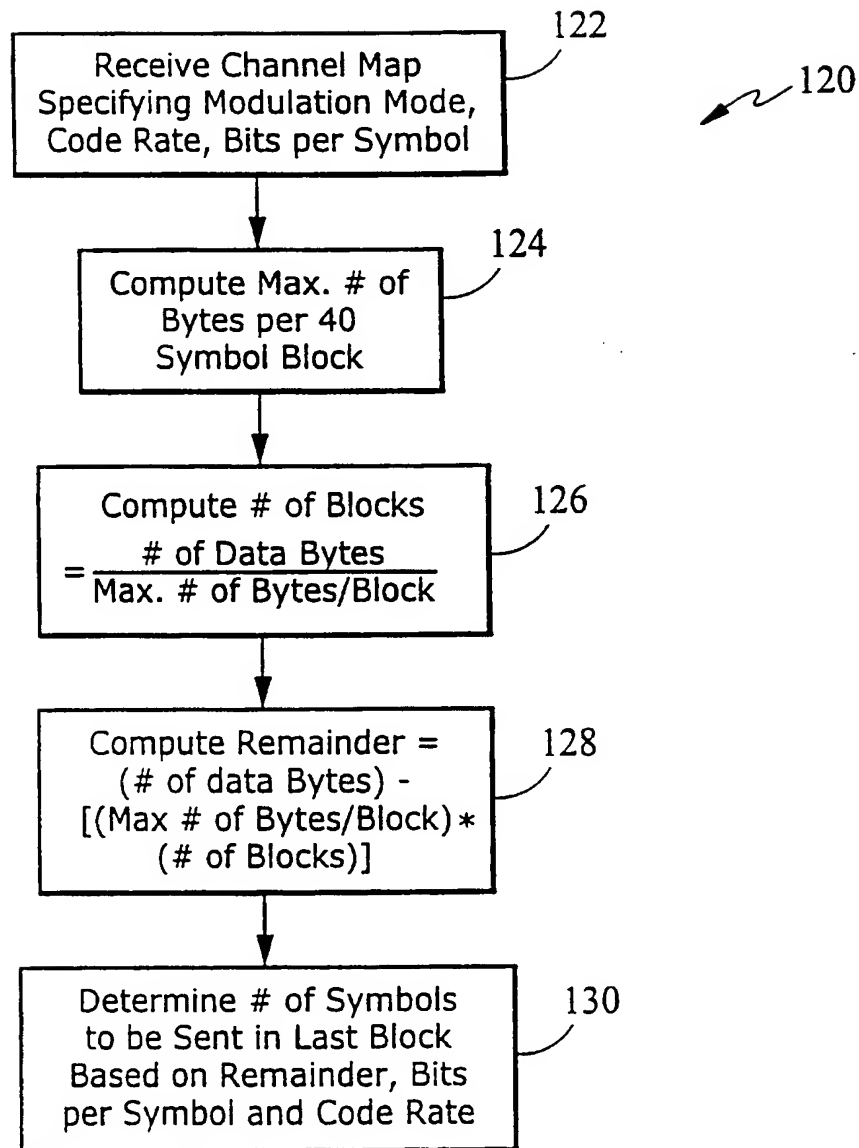 122
Receive Channel Map
Specifying Modulation Mode,
Code Rate, Bits per Symbol
120
124
Compute Max. # of
Bytes per 40
Symbol Block
126
Compute # of Blocks
= # of Data Bytes
Max. # of Bytes/Block
128
Compute Remainder =
(# of data Bytes) -
[(Max # of Bytes/Block) *
(# of Blocks)]
130
Determine # of Symbols
to be Sent in Last Block
Based on Remainder, Bits
per Symbol and Code Rate